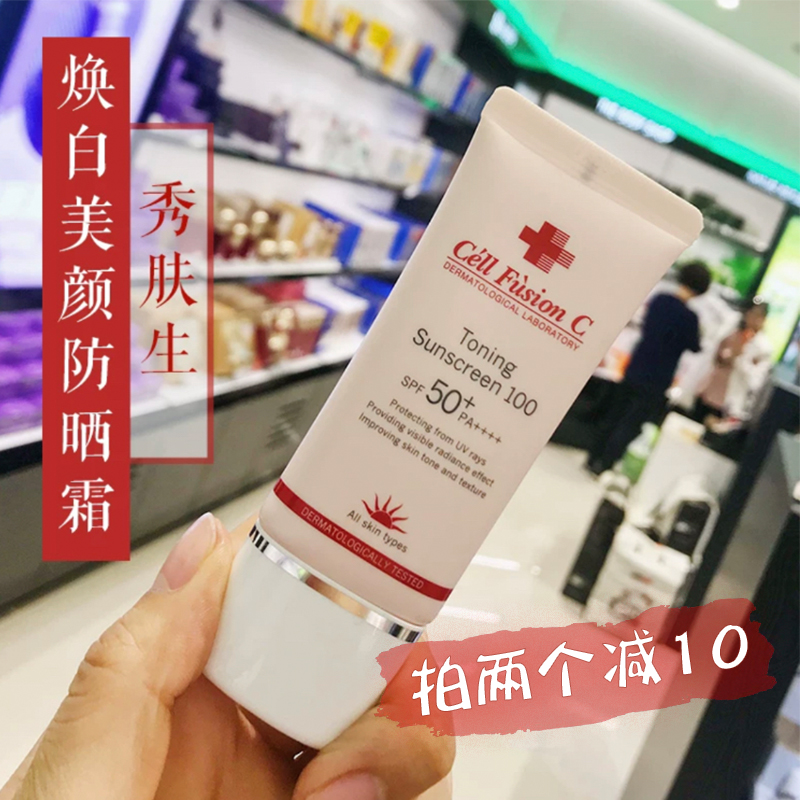 焕白美颜防晒霜
秀肤生
Céll Fùsion C
DERMATOLOGICAL LABORATORY
Toning
Sunscreen 100
SPF 50+
PA++++
Protecting from UV rays
Providing visible radiance effect
Improving skin tone and texture
All skin types
DERMATOLOGICALLY TESTED
拍两个减10